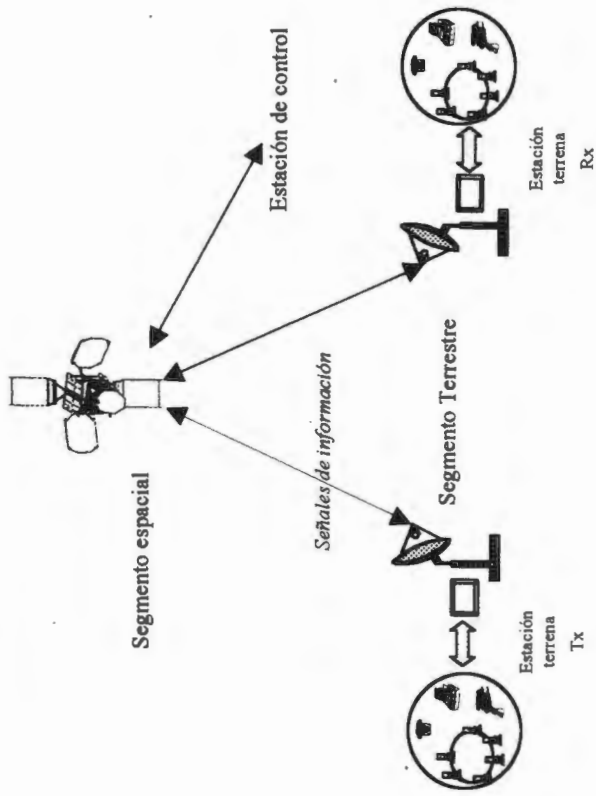 Segmento espacial
Estación de control
Señales de información
Segmento Terrestre
Estación
terrena
Tx
Estación
terrena
Rx